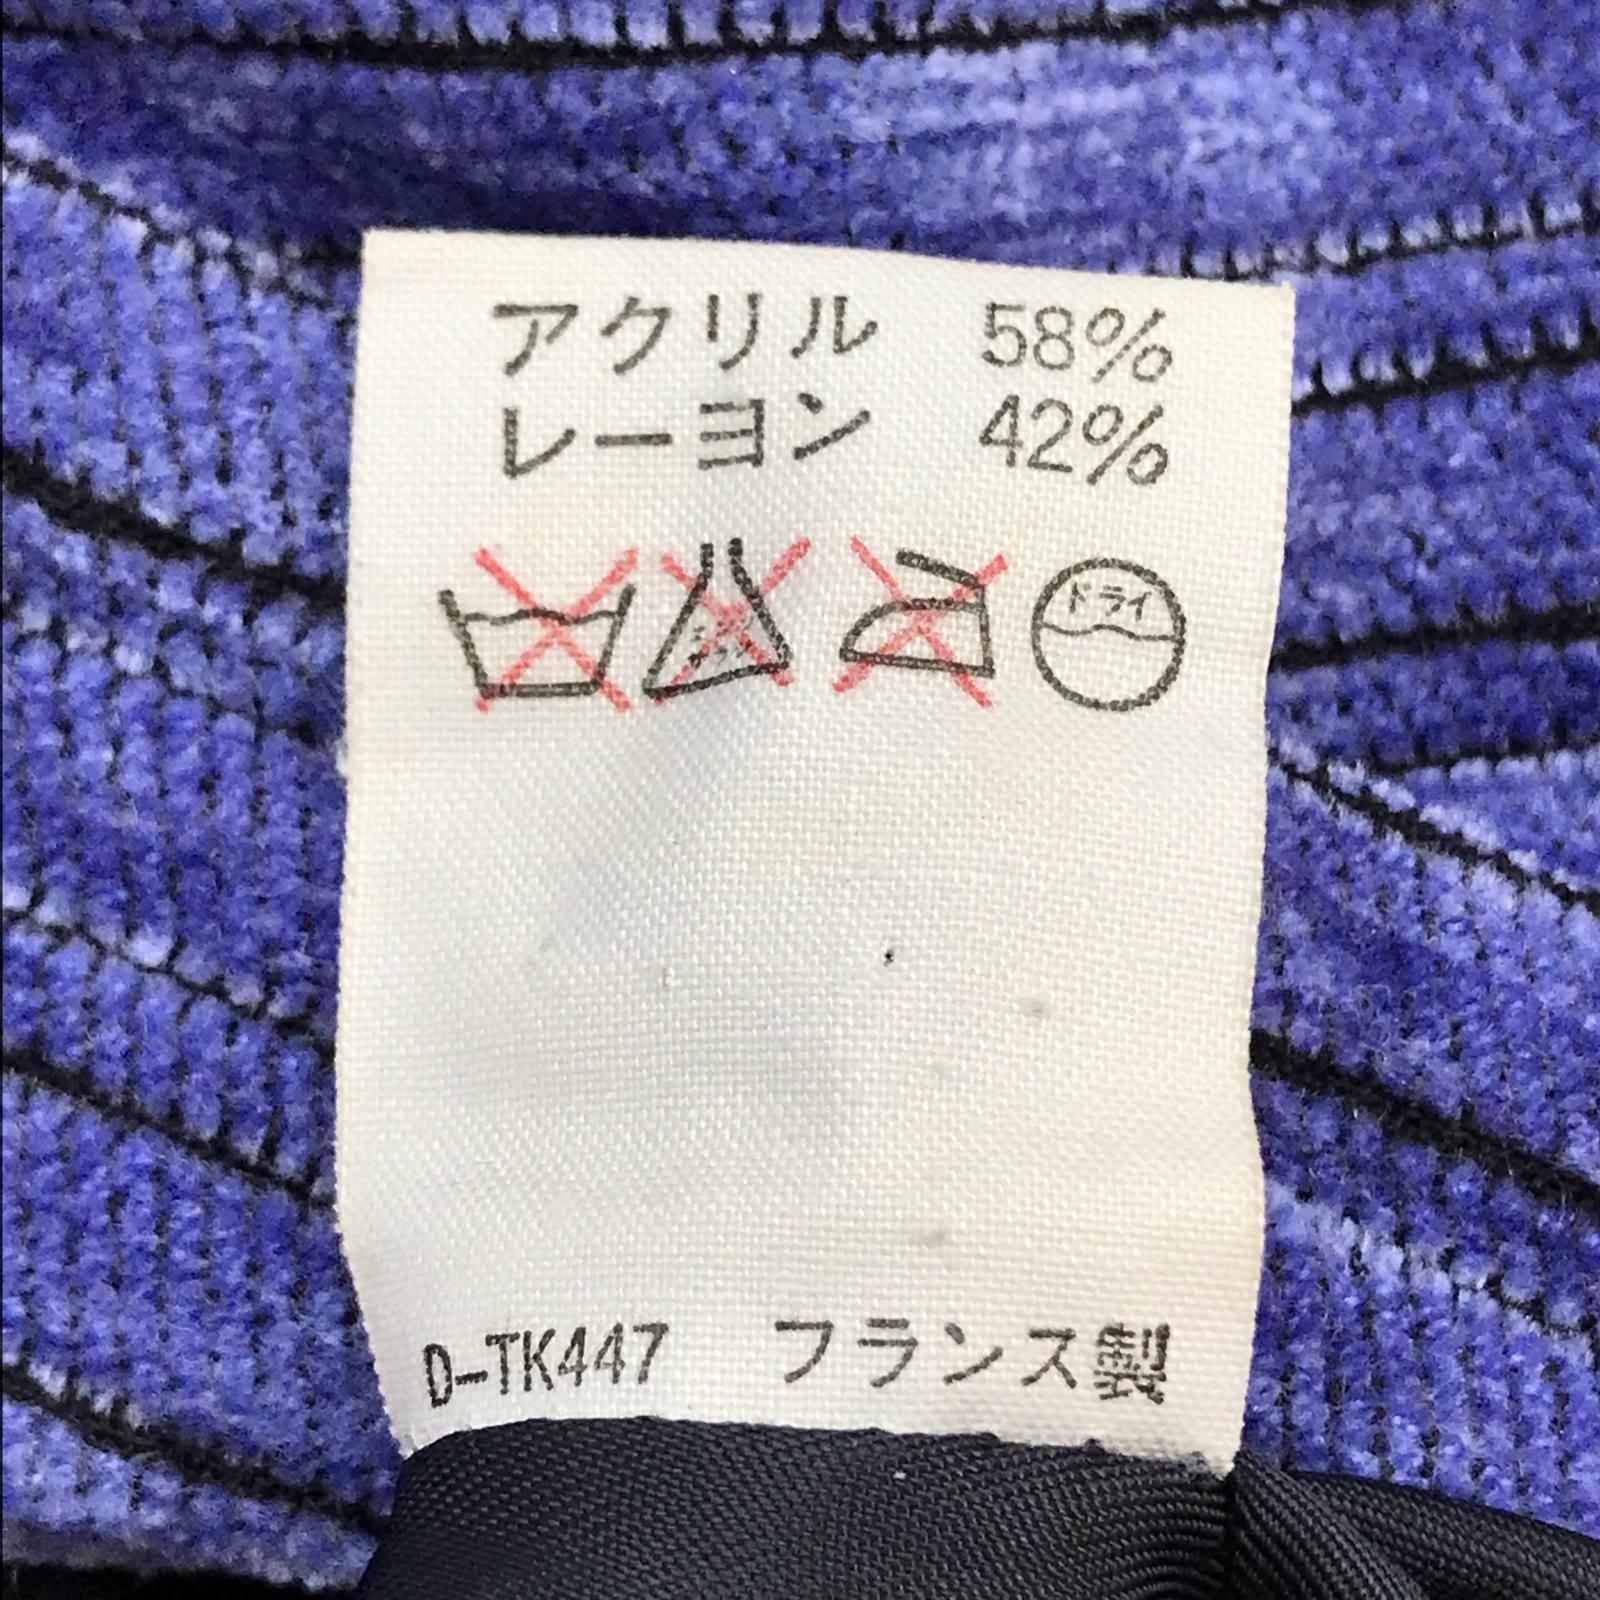 アクリル 58%
レーヨン 42%
ドライ
D-TK447 フランス製